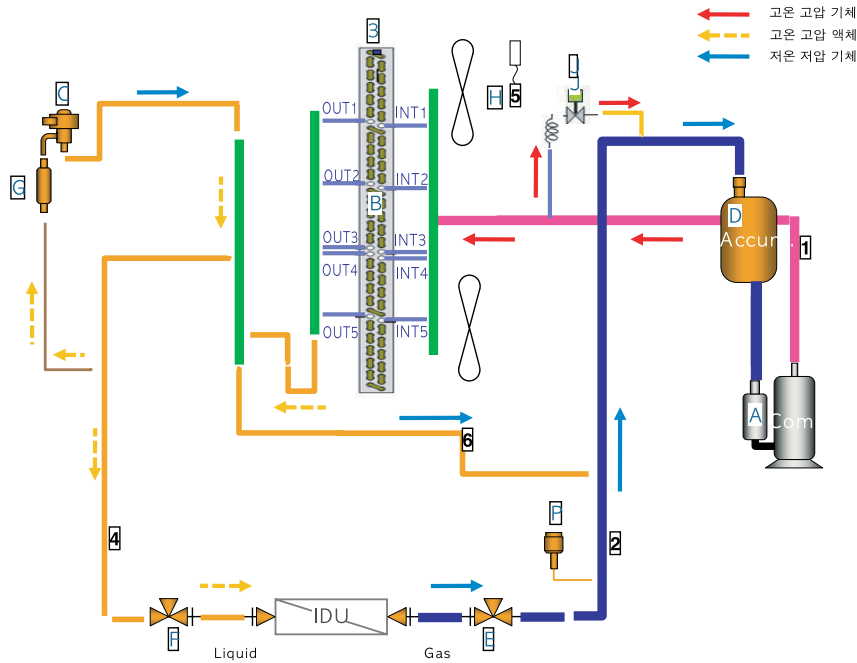 고온 고압 기체
고온 고압 액체
저온 저압 기체
3
J
J
C
H
5
OUT1
INT1
G
OUT2
INT2
B
D
OUT3
INT3
Accum.
1
OUT4
INT4
OUT5
INT5
A
Com
6
P
4
2
IDU
F
E
Liquid
Gas